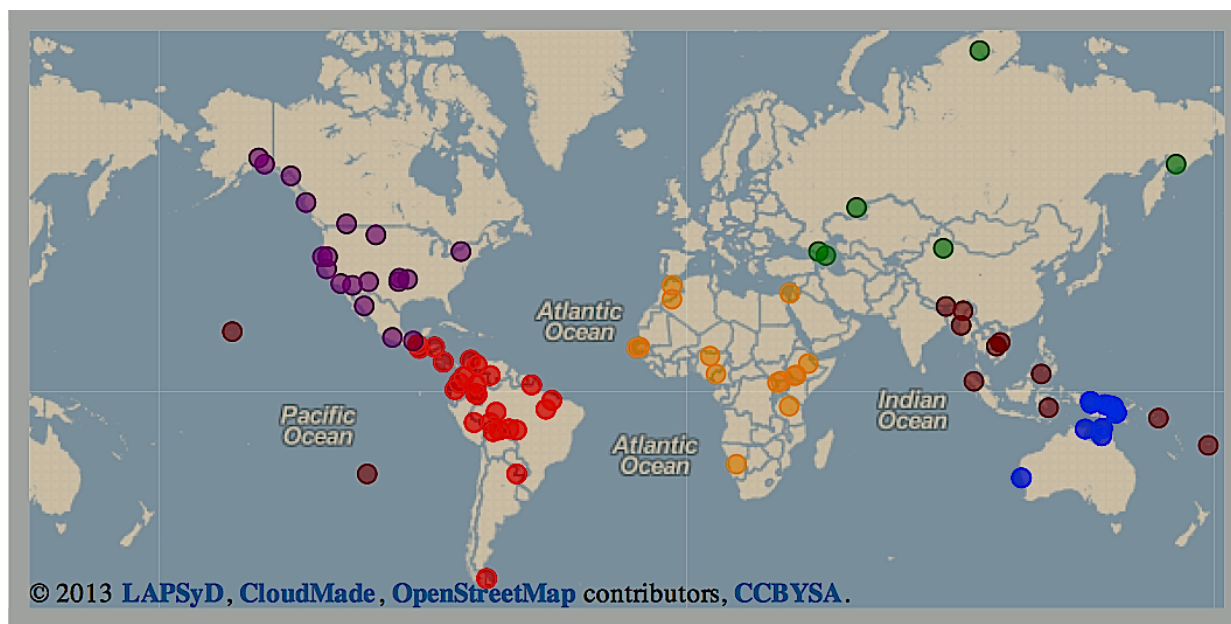 Atlantic
Ocean
Pacific
Ocean
Indian
Ocean
Atlantic
Ocean
© 2013 LAPSyD, CloudMade, OpenStreetMap contributors, CCBYSA.